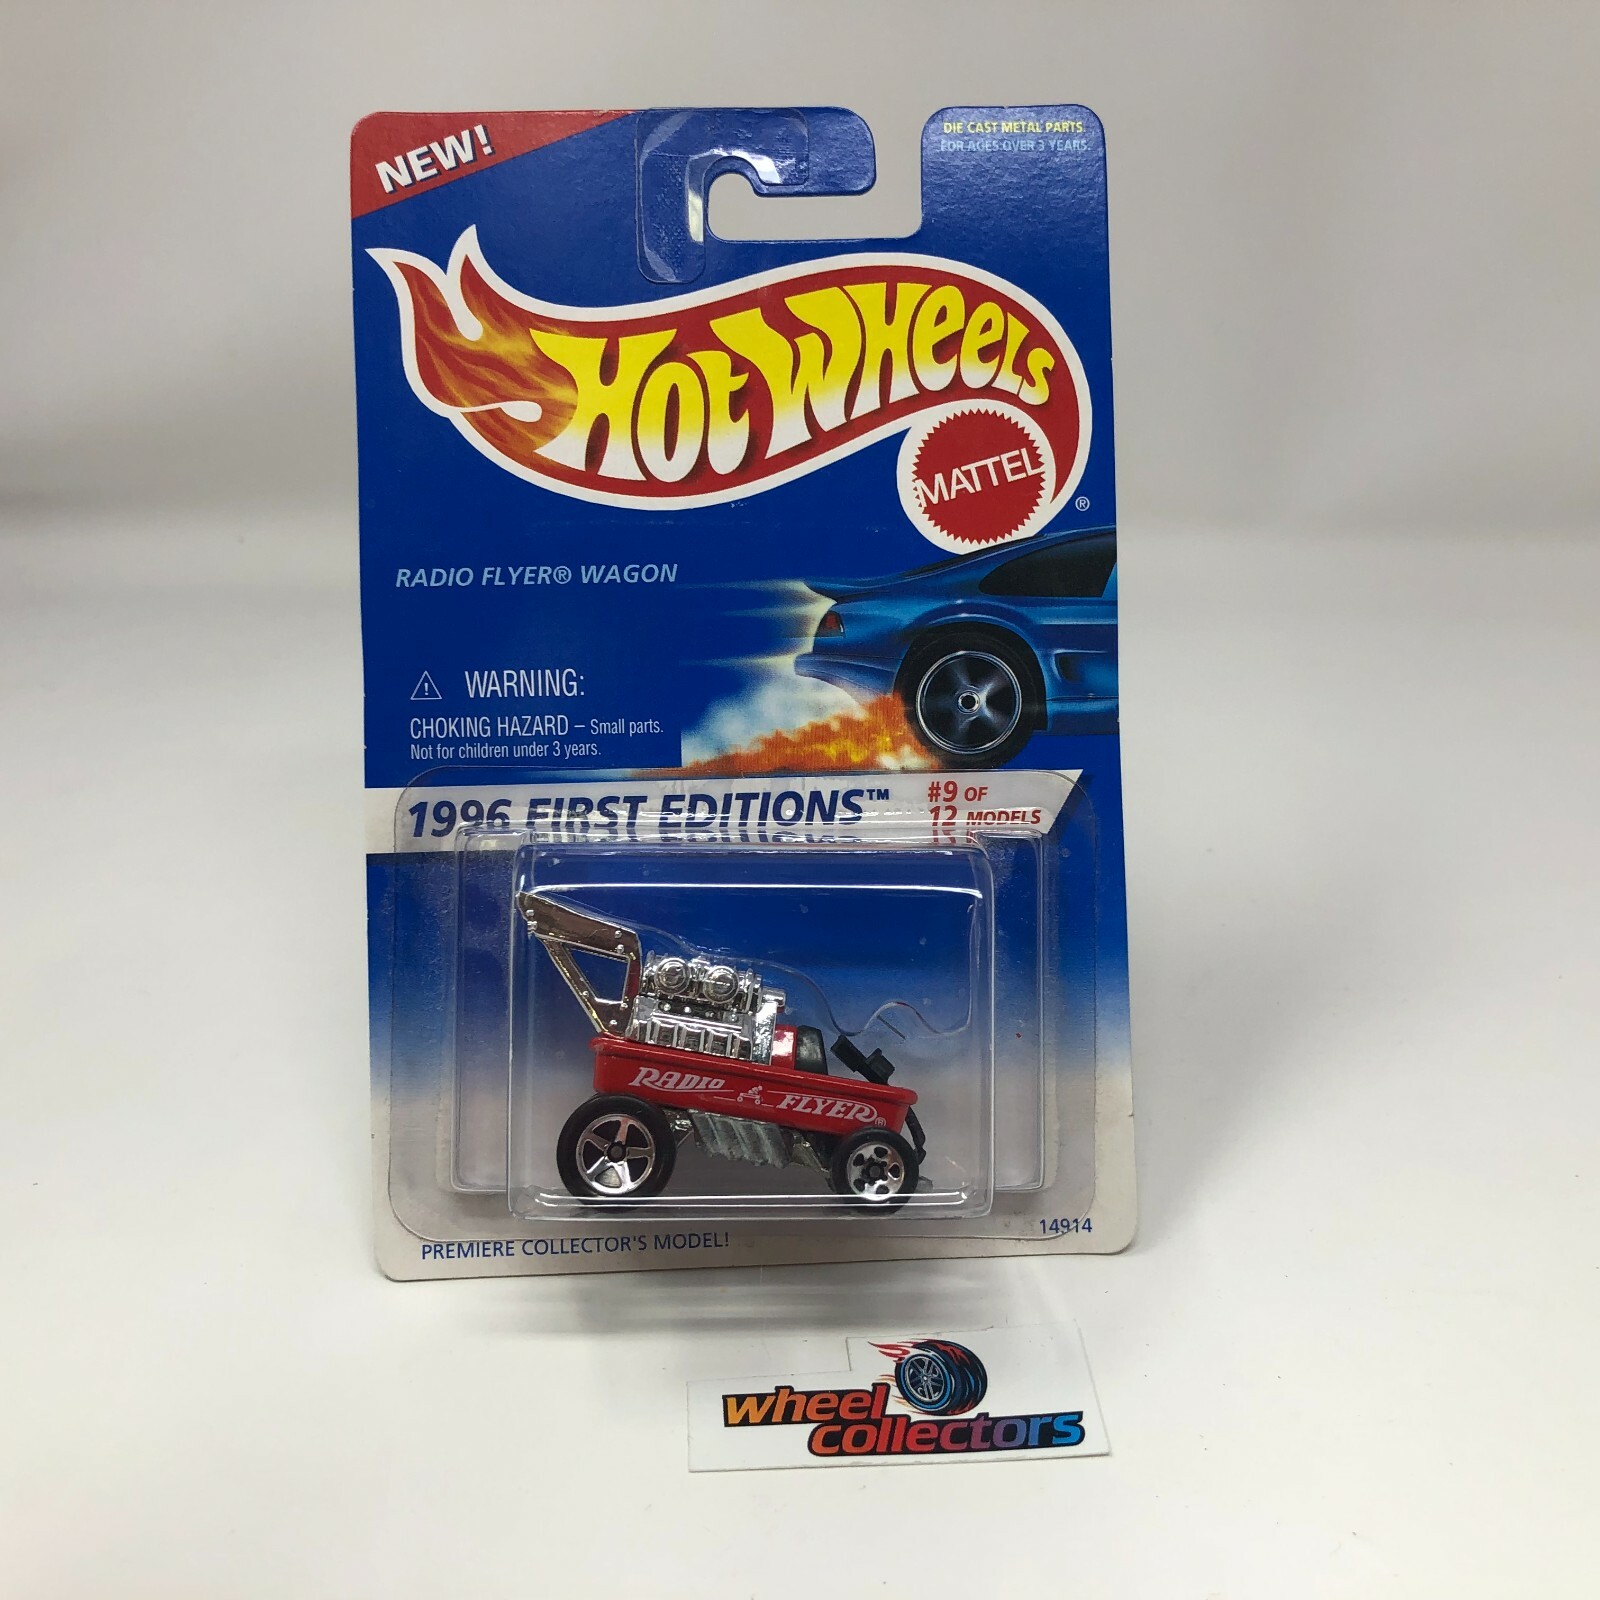 NEW!
DIE CAST METAL PARTS.
FOR AGES OVER 3 YEARS.
HOT WHEELS
MATTEL
®
RADIO FLYER® WAGON
⚠ WARNING:
CHOKING HAZARD – Small parts.
Not for children under 3 years.
1996 FIRST EDITIONS™
#9 OF
12 MODELS
RADIO FLYER®
14914
PREMIERE COLLECTOR'S MODEL!
wheel
collectors